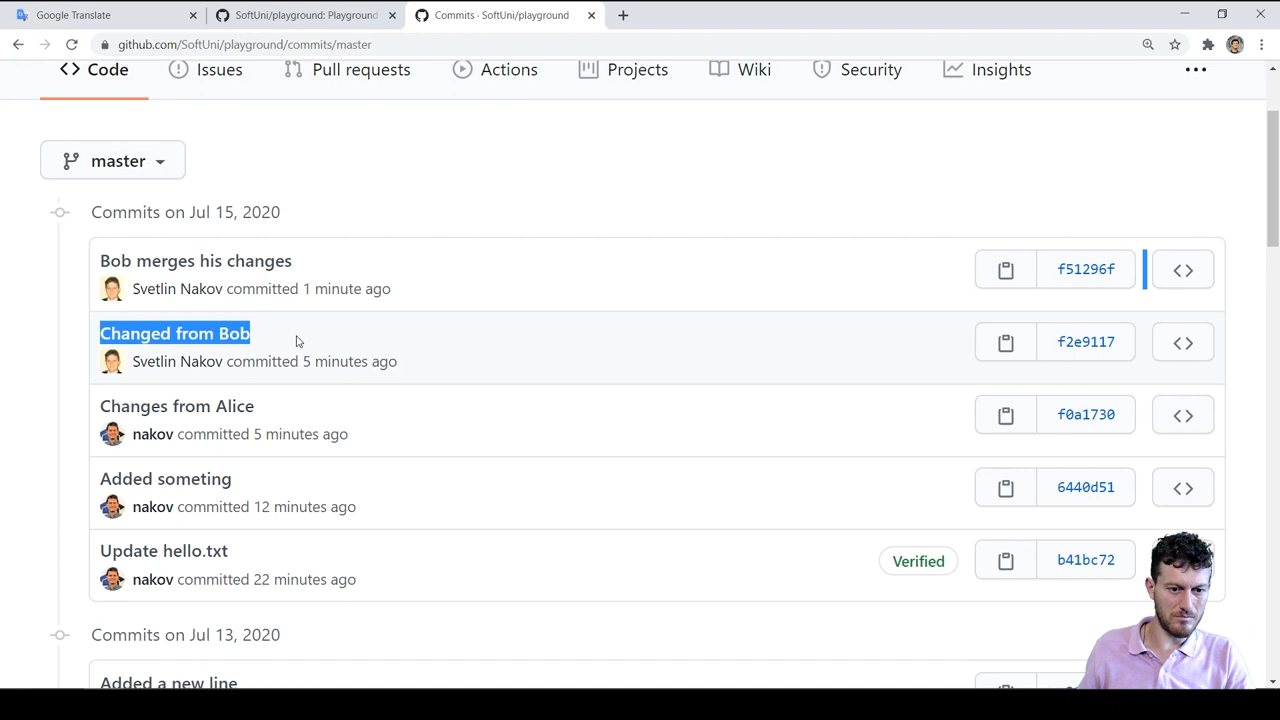 Google Translate
SoftUni/playground: Playground
Commits · SoftUni/playground
github.com/SoftUni/playground/commits/master
Code
Issues
Pull requests
Actions
Projects
Wiki
Security
Insights
master
Commits on Jul 15, 2020
Bob merges his changes
Svetlin Nakov committed 1 minute ago
f51296f
Changed from Bob
Svetlin Nakov committed 5 minutes ago
f2e9117
Changes from Alice
nakov committed 5 minutes ago
f0a1730
Added someting
nakov committed 12 minutes ago
6440d51
Update hello.txt
nakov committed 22 minutes ago
Verified
b41bc72
Commits on Jul 13, 2020
Added a new line